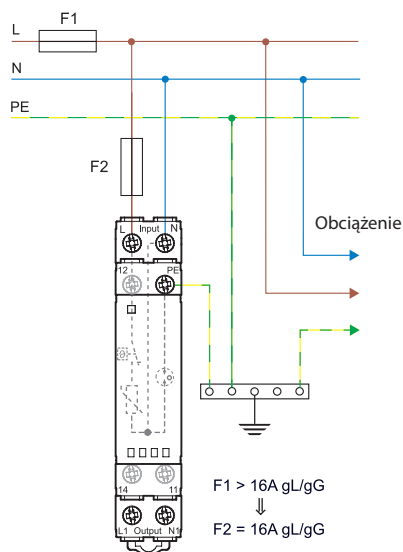 F1
L
N
PE
F2
L Input N
12 PE
Obciążenie
14 11
L1 Output N1
F1 > 16A gL/gG
⇓
F2 = 16A gL/gG